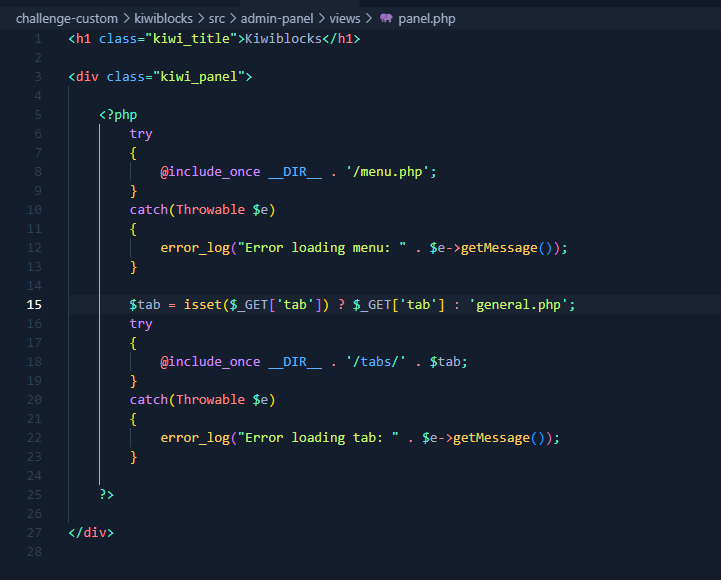 challenge-custom > kiwiblocks > src > admin-panel > views > panel.php
1 <h1 class="kiwi_title">Kiwiblocks</h1>
2
3 <div class="kiwi_panel">
4
5 <?php
6 try
7 {
8 @include_once __DIR__ . '/menu.php';
9 }
10 catch(Throwable $e)
11 {
12 error_log("Error loading menu: " . $e->getMessage());
13 }
14
15 $tab = isset($_GET['tab']) ? $_GET['tab'] : 'general.php';
16 try
17 {
18 @include_once __DIR__ . '/tabs/' . $tab;
19 }
20 catch(Throwable $e)
21 {
22 error_log("Error loading tab: " . $e->getMessage());
23 }
24
25 ?>
26
27 </div>
28